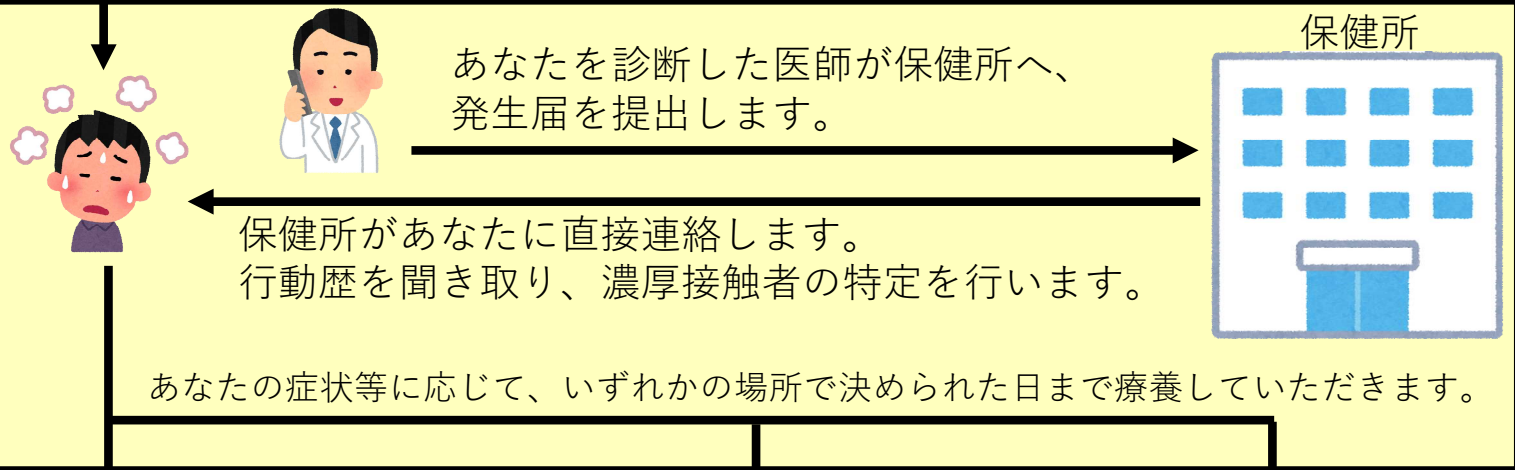 保健所
あなたを診断した医師が保健所へ、
発生届を提出します。
保健所があなたに直接連絡します。
行動歴を聞き取り、濃厚接触者の特定を行います。
あなたの症状等に応じて、いずれかの場所で決められた日まで療養していただきます。